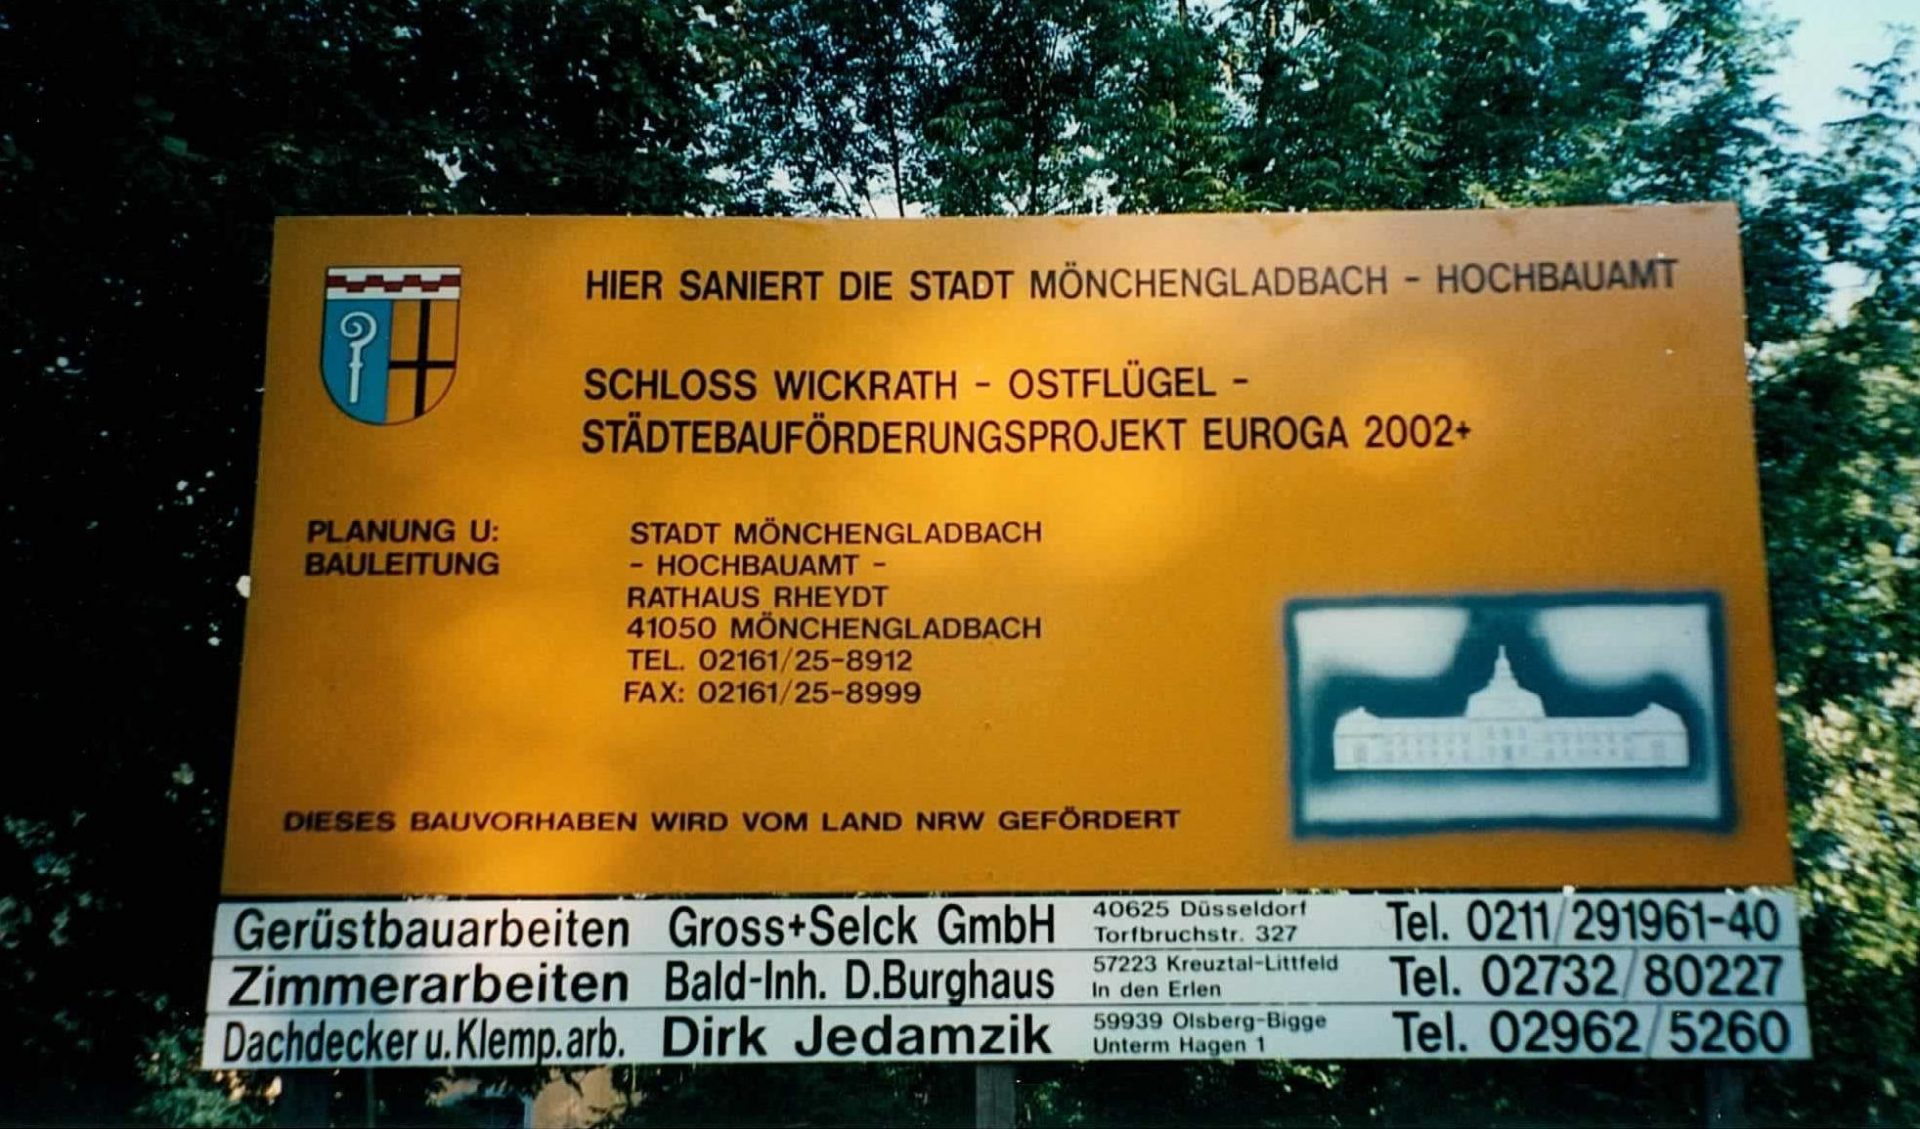 HIER SANIERT DIE STADT MÖNCHENGLADBACH - HOCHBAUAMT
SCHLOSS WICKRATH - OSTFLÜGEL -
STÄDTEBAUFÖRDERUNGSPROJEKT EUROGA 2002+
PLANUNG U:
BAULEITUNG
STADT MÖNCHENGLADBACH
- HOCHBAUAMT -
RATHAUS RHEYDT
41050 MÖNCHENGLADBACH
TEL. 02161/25-8912
FAX: 02161/25-8999
DIESES BAUVORHABEN WIRD VOM LAND NRW GEFÖRDERT
Gerüstbauarbeiten Gross+Selck GmbH 40625 Düsseldorf Tel. 0211/291961-40
Torfbruchstr. 327
Zimmerarbeiten Bald-Inh. D.Burghaus 57223 Kreuztal-Littfeld Tel. 02732/80227
In den Erlen
Dachdecker u.Klemp.arb. Dirk Jedamzik 59939 Olsberg-Bigge Tel. 02962/5260
Unterm Hagen 1